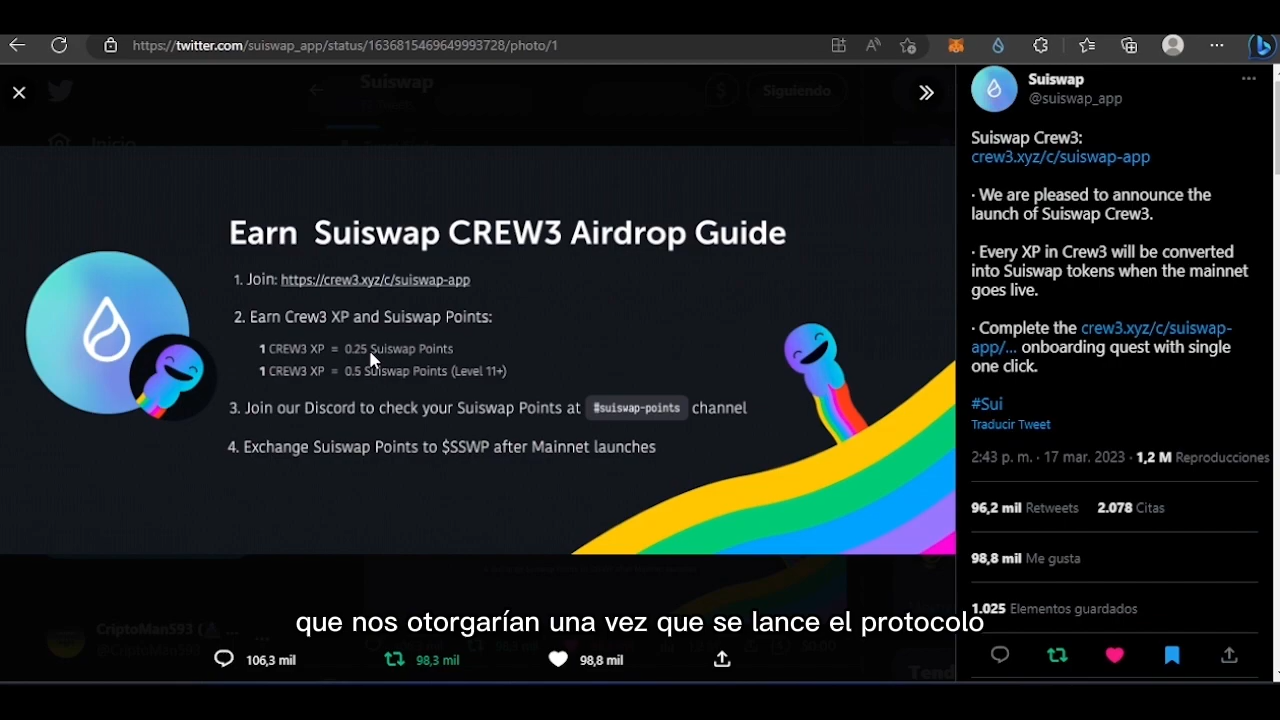 https://twitter.com/suiswap_app/status/1636815469649993728/photo/1
Suiswap
Siguiendo
Inicio
Earn Suiswap CREW3 Airdrop Guide
1. Join: https://crew3.xyz/c/suiswap-app
2. Earn Crew3 XP and Suiswap Points:
1 CREW3 XP = 0.25 Suiswap Points
1 CREW3 XP = 0.5 Suiswap Points (Level 11+)
3. Join our Discord to check your Suiswap Points at #suiswap-points channel
4. Exchange Suiswap Points to $SSWP after Mainnet launches
CriptoMan593
que nos otorgarían una vez que se lance el protocolo
106,3 mil
98,3 mil
98,8 mil
Suiswap
@suiswap_app
Suiswap Crew3:
crew3.xyz/c/suiswap-app
· We are pleased to announce the
launch of Suiswap Crew3.
· Every XP in Crew3 will be converted
into Suiswap tokens when the mainnet
goes live.
· Complete the crew3.xyz/c/suiswap-
app/... onboarding quest with single
one click.
#Sui
Traducir Tweet
2:43 p. m. · 17 mar. 2023 · 1,2 M Reproducciones
96,2 mil Retweets 2.078 Citas
98,8 mil Me gusta
1.025 Elementos guardados